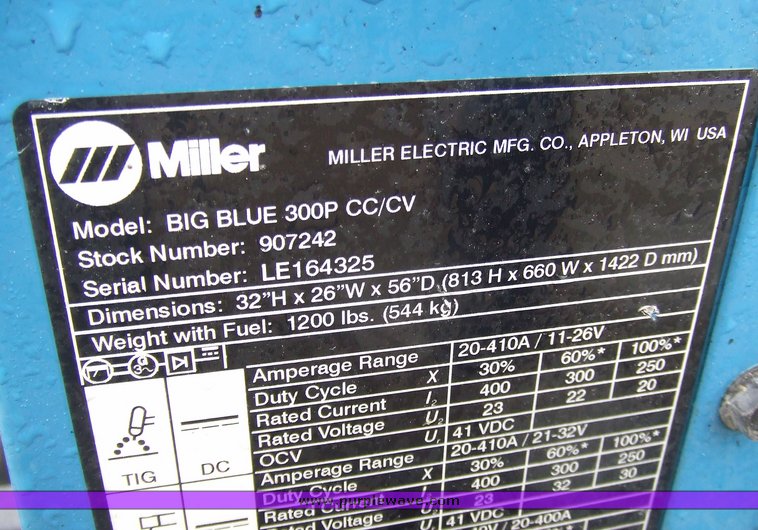 Miller MILLER ELECTRIC MFG. CO., APPLETON, WI USA
Model: BIG BLUE 300P CC/CV
Stock Number: 907242
Serial Number: LE164325
Dimensions: 32"H x 26"W x 56"D (813 H x 660 W x 1422 D mm)
Weight with Fuel: 1200 lbs. (544 kg)
Amperage Range 20-410A / 11-26V
Duty Cycle X 30% 60%* 100%*
Rated Current I2 400 300 250
Rated Voltage U2 23 22 20
OCV U 41 VDC
TIG DC
Amperage Range 20-410A / 21-32V
Duty Cycle X 30% 60%* 100%*
400 300 250
32 30
41 VDC
www.purplewave.com